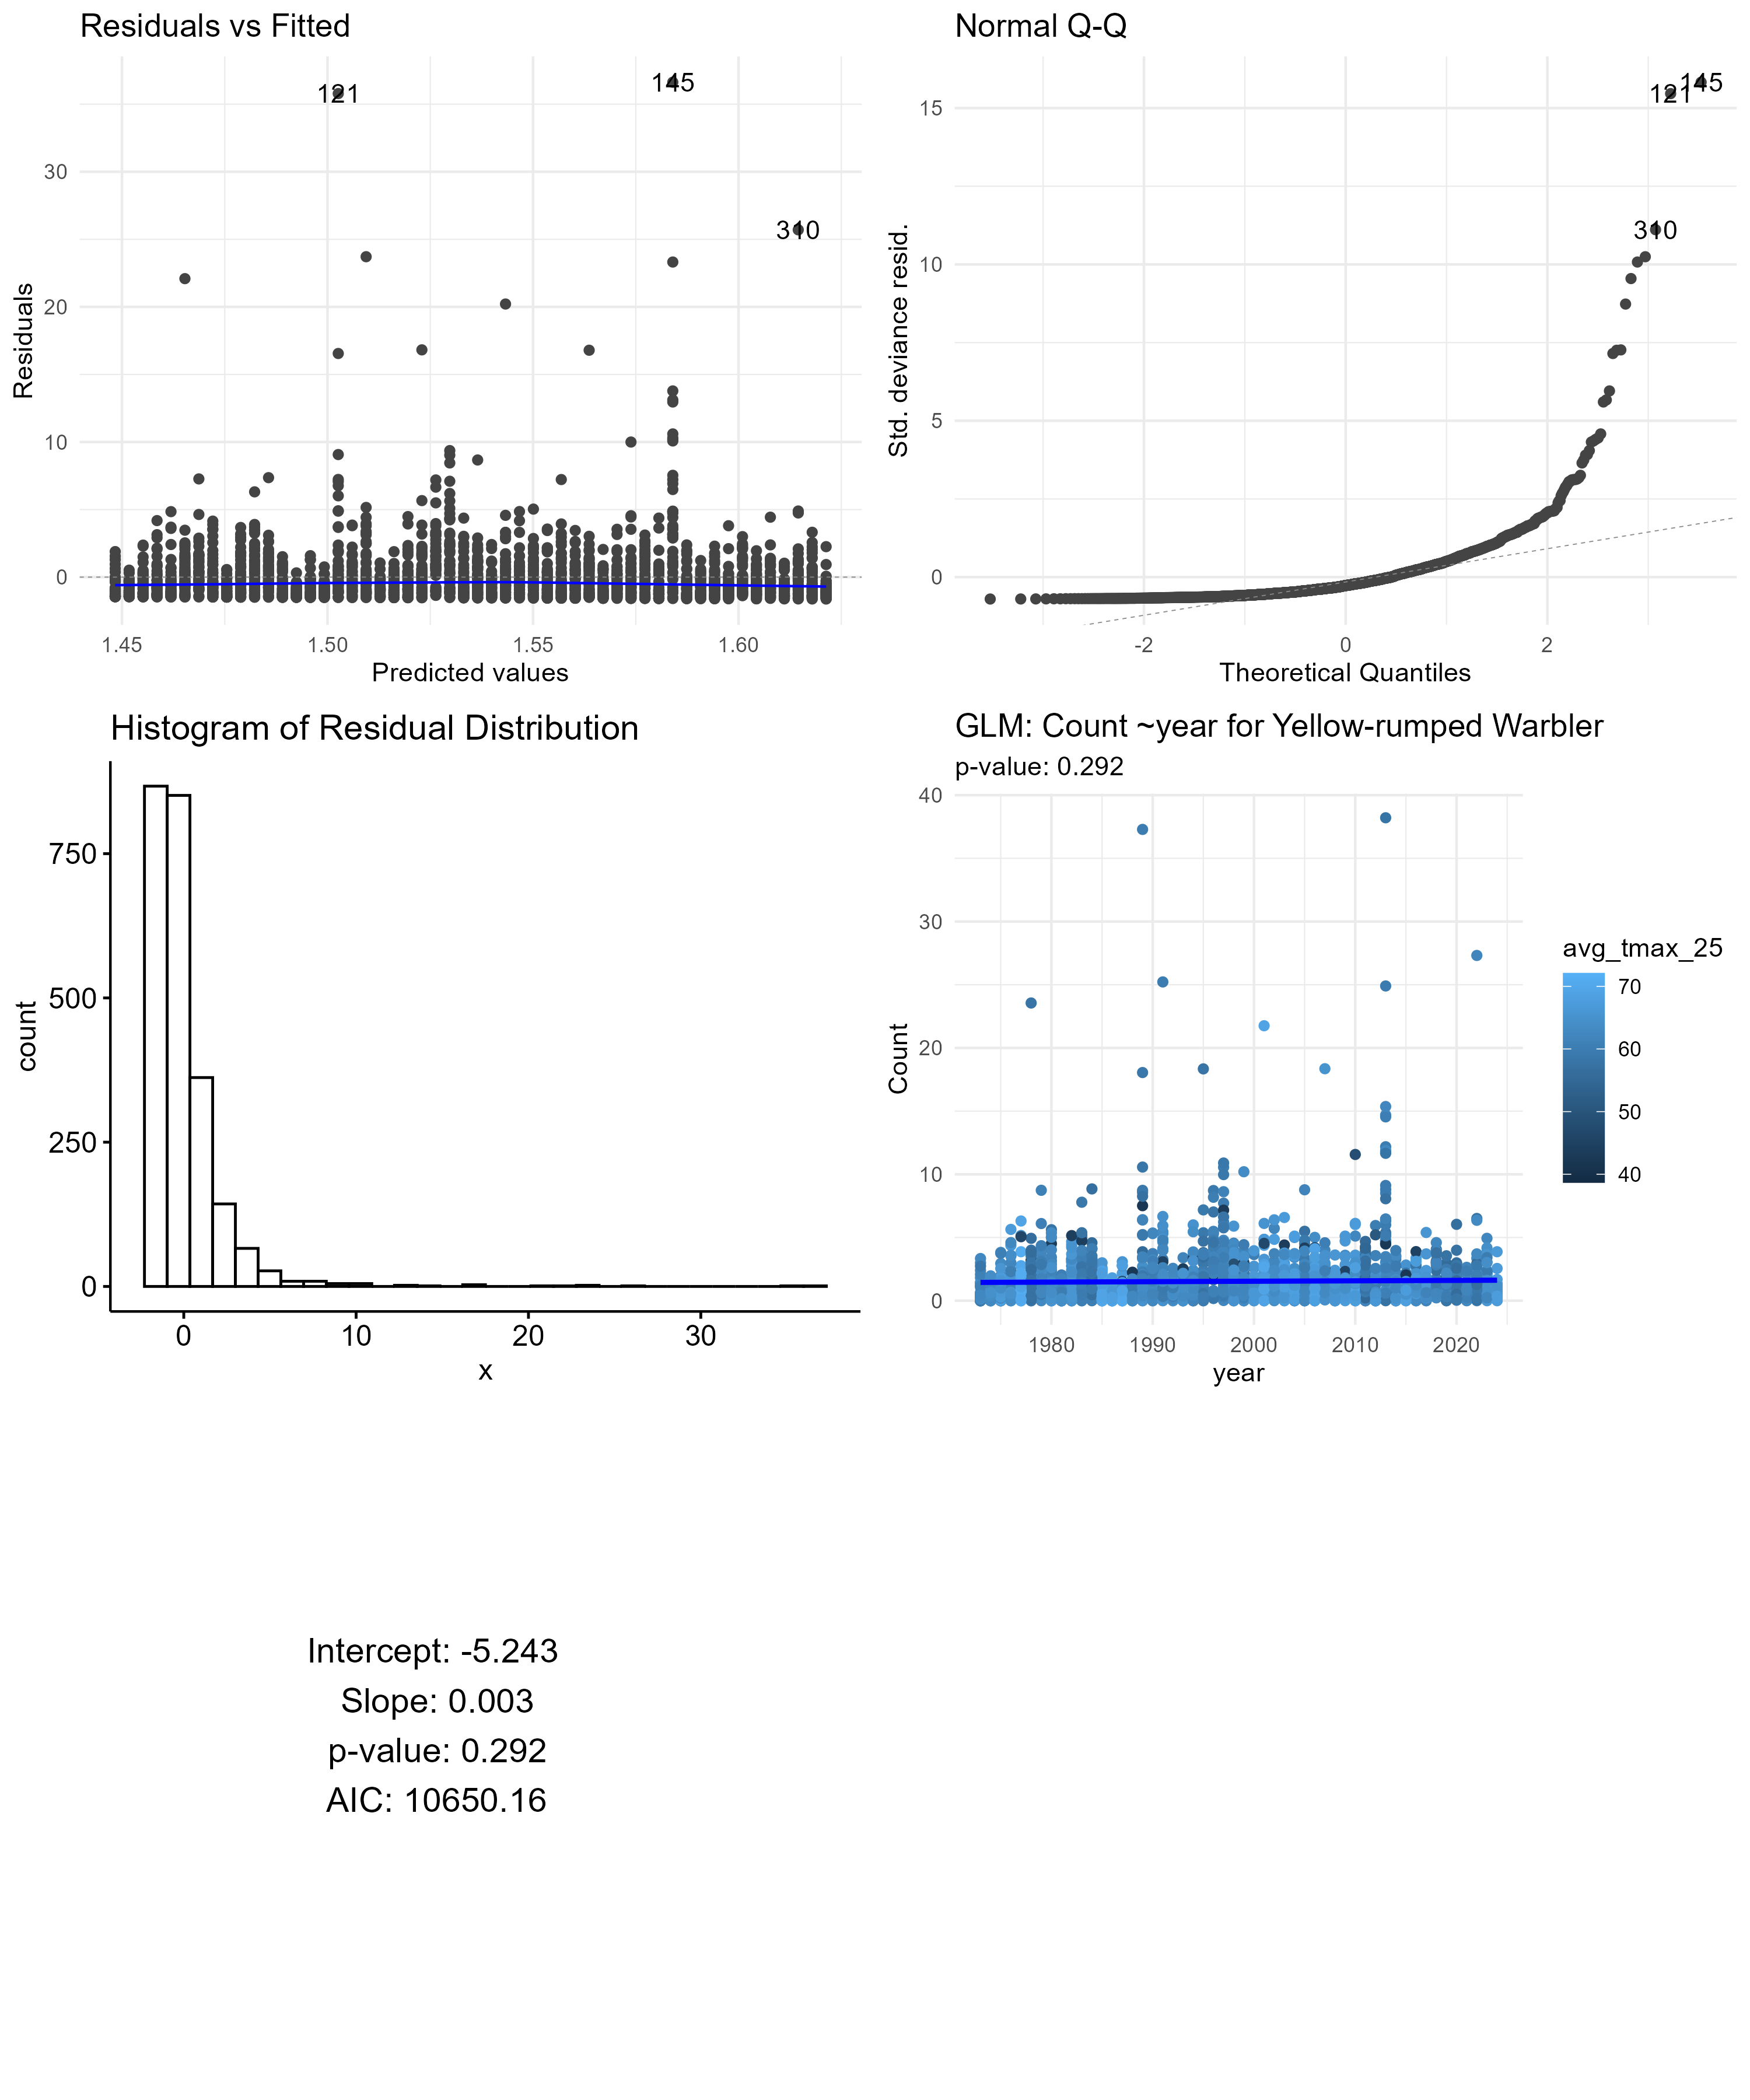 Residuals vs Fitted
121
145
310
30
20
10
0
Residuals
1.45 1.50 1.55 1.60
Predicted values
Normal Q-Q
145
121
310
15
10
5
0
Std. deviance resid.
-2 0 2
Theoretical Quantiles
Histogram of Residual Distribution
750
500
250
0
count
0 10 20 30
x
GLM: Count ~year for Yellow-rumped Warbler
p-value: 0.292
40
30
20
10
0
Count
1980 1990 2000 2010 2020
year
avg_tmax_25
70
60
50
40
Intercept: -5.243
Slope: 0.003
p-value: 0.292
AIC: 10650.16